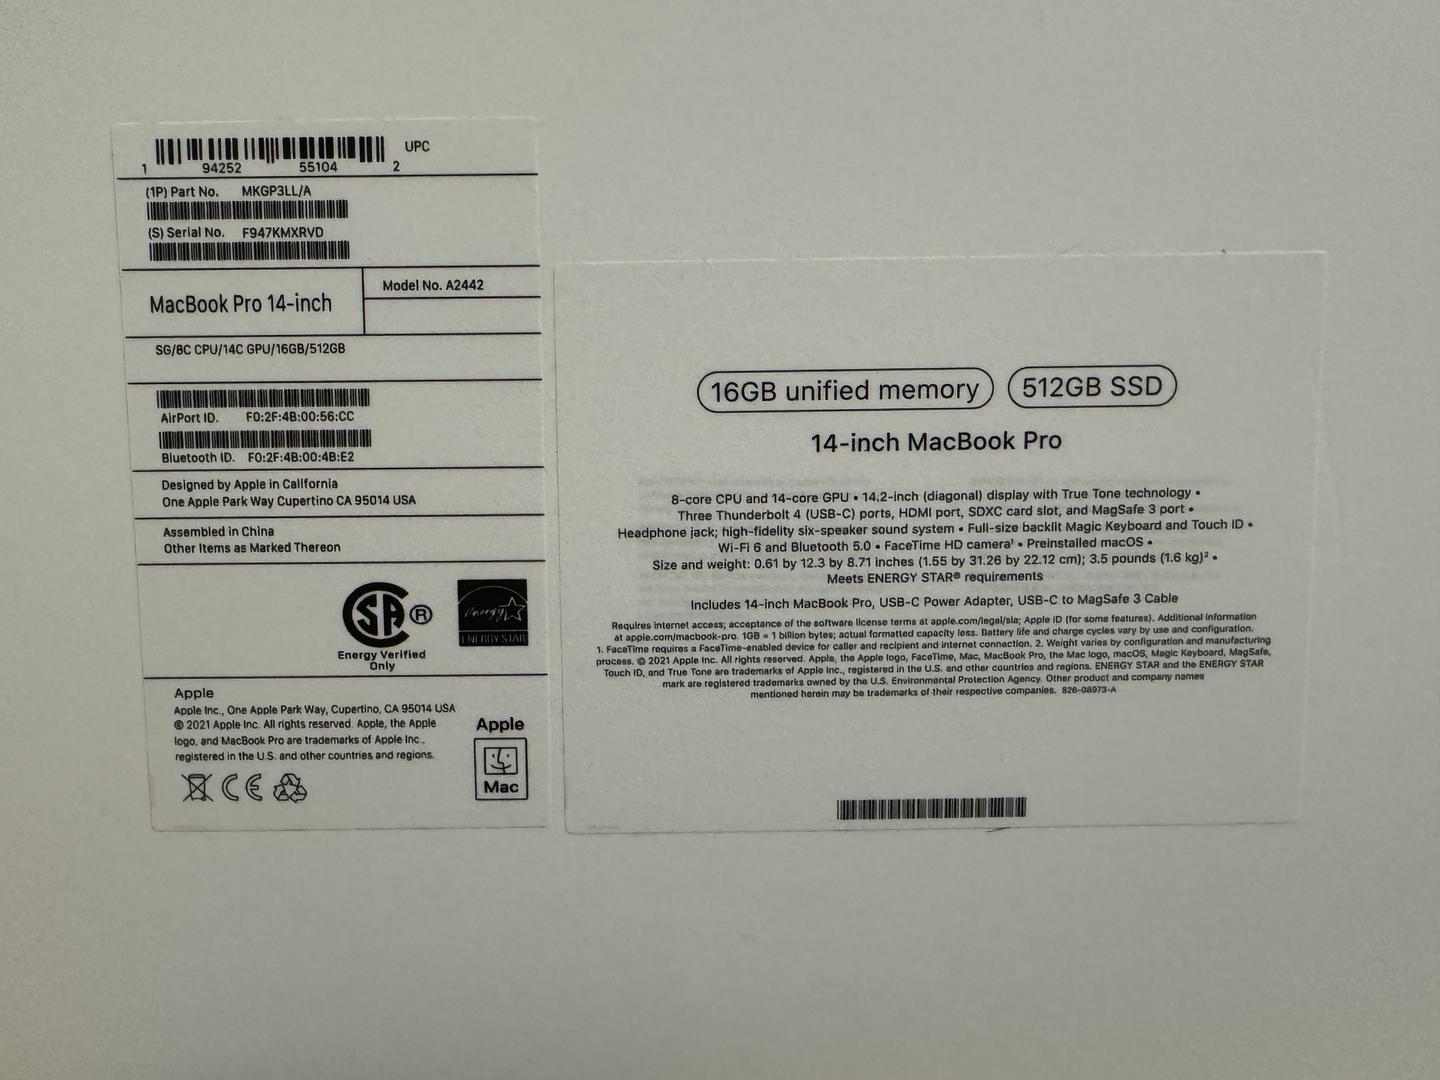 UPC
1 94252 55104 2
(1P) Part No. MKGP3LL/A
(S) Serial No. F947KMXRVD
MacBook Pro 14-inch
Model No. A2442
SG/8C CPU/14C GPU/16GB/512GB
AirPort ID. F0:2F:4B:00:56:CC
Bluetooth ID. F0:2F:4B:00:4B:E2
Designed by Apple in California
One Apple Park Way Cupertino CA 95014 USA
Assembled in China
Other Items as Marked Thereon
SA ®
Energy Verified
Only
energy
ENERGY STAR
Apple
Apple Inc., One Apple Park Way, Cupertino, CA 95014 USA
© 2021 Apple Inc. All rights reserved. Apple, the Apple
logo, and MacBook Pro are trademarks of Apple Inc.,
registered in the U.S. and other countries and regions.
CE
Apple
Mac
16GB unified memory
512GB SSD
14-inch MacBook Pro
8-core CPU and 14-core GPU • 14.2-inch (diagonal) display with True Tone technology •
Three Thunderbolt 4 (USB-C) ports, HDMI port, SDXC card slot, and MagSafe 3 port •
Headphone jack; high-fidelity six-speaker sound system • Full-size backlit Magic Keyboard and Touch ID •
Wi-Fi 6 and Bluetooth 5.0 • FaceTime HD camera¹ • Preinstalled macOS •
Size and weight: 0.61 by 12.3 by 8.71 inches (1.55 by 31.26 by 22.12 cm); 3.5 pounds (1.6 kg)² •
Meets ENERGY STAR® requirements
Includes 14-inch MacBook Pro, USB-C Power Adapter, USB-C to MagSafe 3 Cable
Requires internet access; acceptance of the software license terms at apple.com/legal/sla; Apple ID (for some features). Additional information
at apple.com/macbook-pro. 1GB = 1 billion bytes; actual formatted capacity less. Battery life and charge cycles vary by use and configuration.
1. FaceTime requires a FaceTime-enabled device for caller and recipient and internet connection. 2. Weight varies by configuration and manufacturing
process. © 2021 Apple Inc. All rights reserved. Apple, the Apple logo, FaceTime, Mac, MacBook Pro, the Mac logo, macOS, Magic Keyboard, MagSafe,
Touch ID, and True Tone are trademarks of Apple Inc., registered in the U.S. and other countries and regions. ENERGY STAR and the ENERGY STAR
mark are registered trademarks owned by the U.S. Environmental Protection Agency. Other product and company names
mentioned herein may be trademarks of their respective companies. 826-08973-A